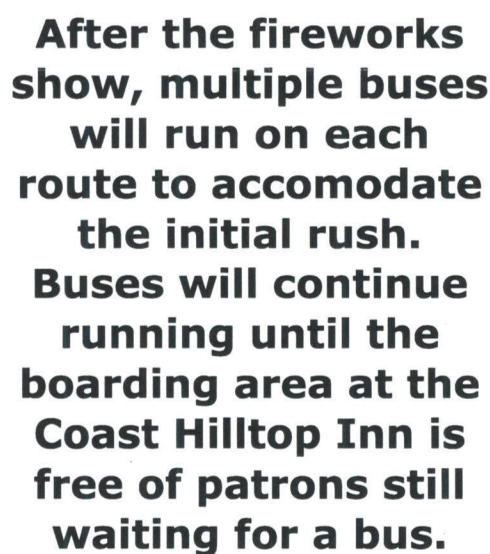 After the fireworks
show, multiple buses
will run on each
route to accomodate
the initial rush.
Buses will continue
running until the
boarding area at the
Coast Hilltop Inn is
free of patrons still
waiting for a bus.